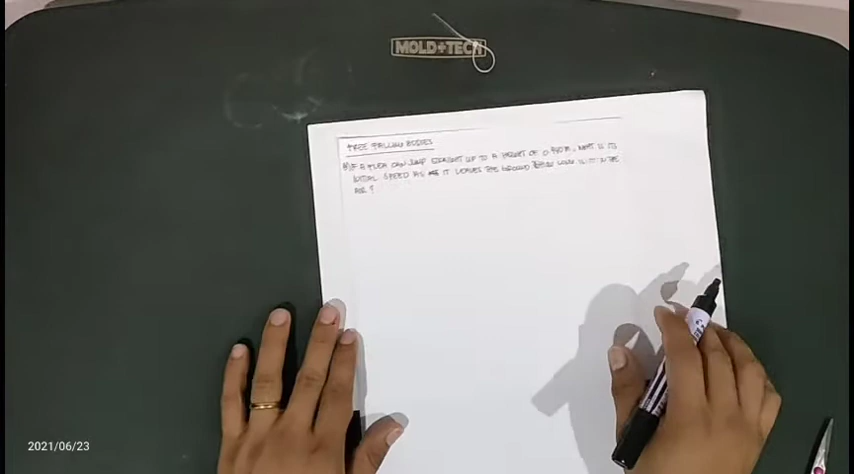 MOLD+TECH
FREE FALLING BODIES
IF A FLEA CAN JUMP STRAIGHT UP TO A HEIGHT OF 0.440M, WHAT IS ITS
INITIAL SPEED AS IT LEAVES THE GROUND HOW LONG IS IT IN THE
AIR?
2021/06/23